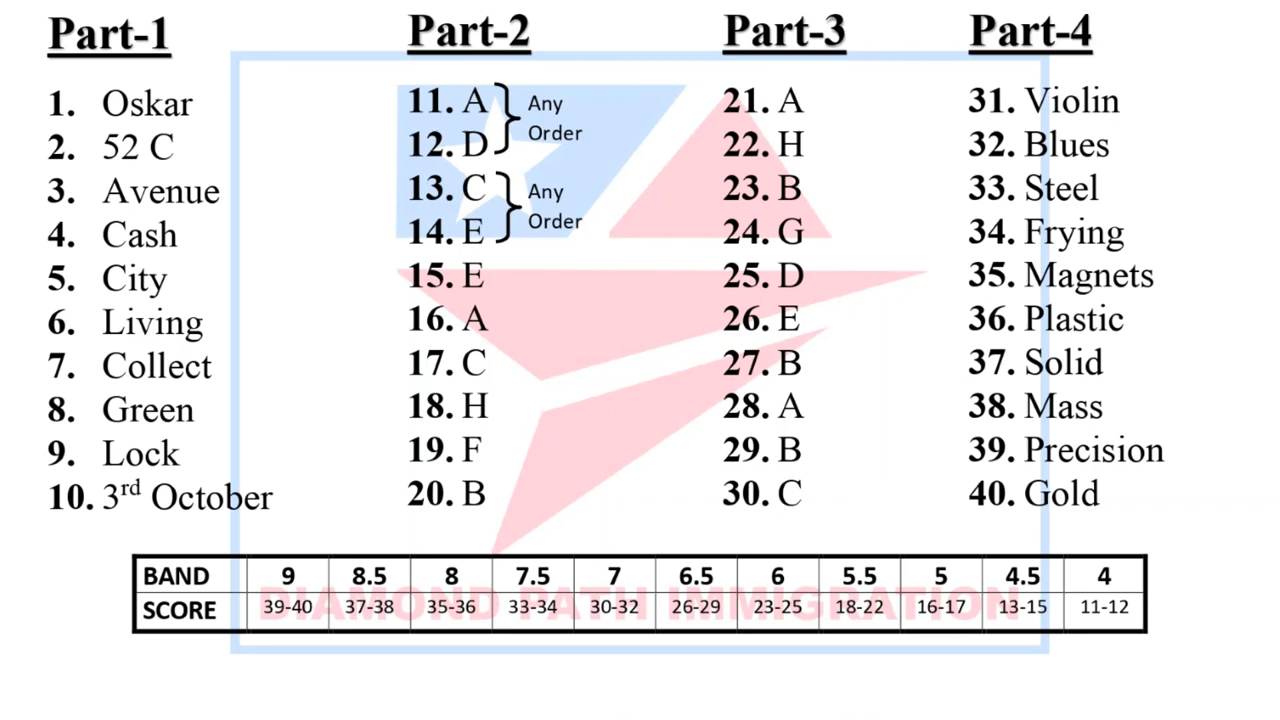 Part-1
1. Oskar
2. 52 C
3. Avenue
4. Cash
5. City
6. Living
7. Collect
8. Green
9. Lock
10. 3rd October
Part-2
11. A
12. D
Any
Order
13. C
14. E
Any
Order
15. E
16. A
17. C
18. H
19. F
20. B
Part-3
21. A
22. H
23. B
24. G
25. D
26. E
27. B
28. A
29. B
30. C
Part-4
31. Violin
32. Blues
33. Steel
34. Frying
35. Magnets
36. Plastic
37. Solid
38. Mass
39. Precision
40. Gold
BAND 9 8.5 8 7.5 7 6.5 6 5.5 5 4.5 4
SCORE 39-40 37-38 35-36 33-34 30-32 26-29 23-25 18-22 16-17 13-15 11-12
DIAMOND PATH IMMIGRATION